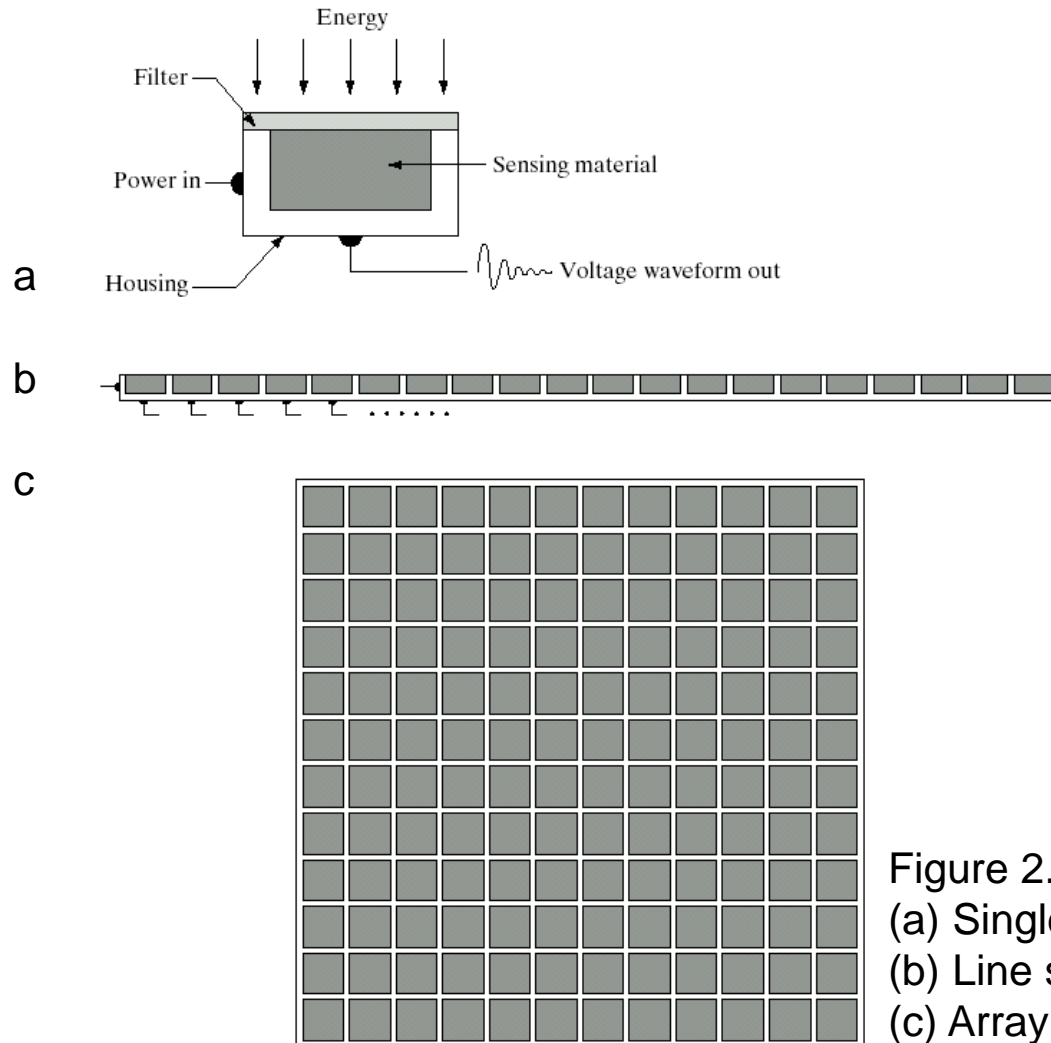 Energy
Filter
Sensing material
Power in
Housing
Voltage waveform out
a
b
c
Figure 2.
(a) Single
(b) Line s
(c) Array